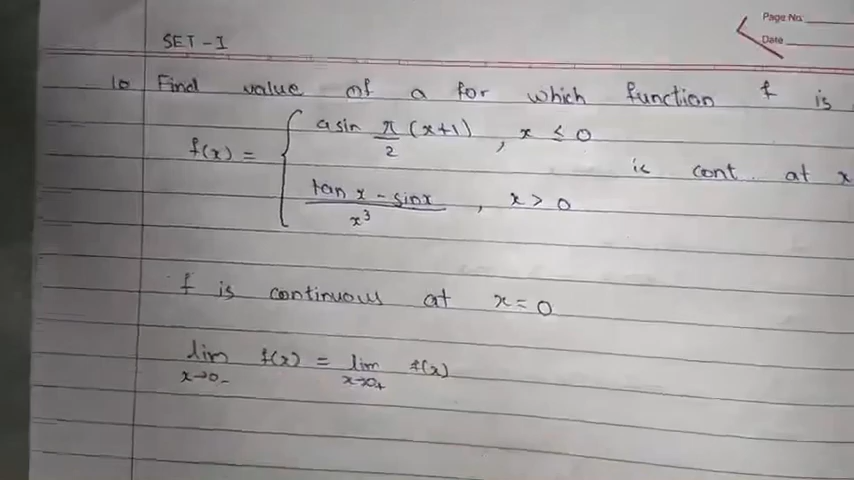 Page No.
Date
SET - I
10 Find value of a for which function f is
f(x) = { a sin π/2 (x+1) , x ≤ 0
is cont. at x
tan x - sin x / x³ , x > 0
f is continuous at x = 0
lim x→0- f(x) = lim x→0+ f(x)